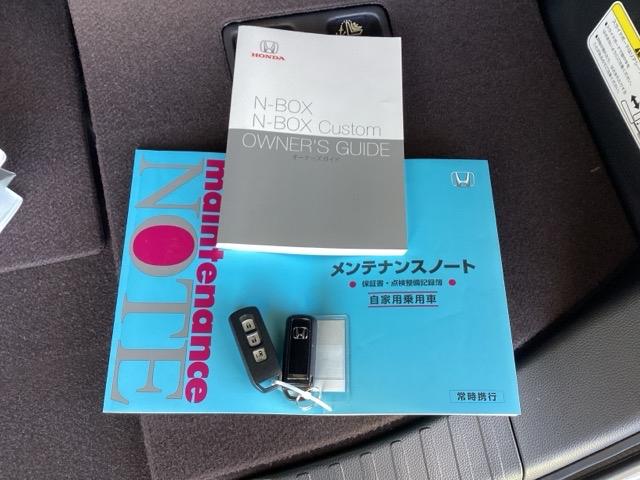 HONDA
N-BOX
N-BOX Custom
OWNER'S GUIDE
オーナーズガイド
maintenance
NOTE
メンテナンスノート
保証書・点検整備記録簿
自家用乗用車
常時携行